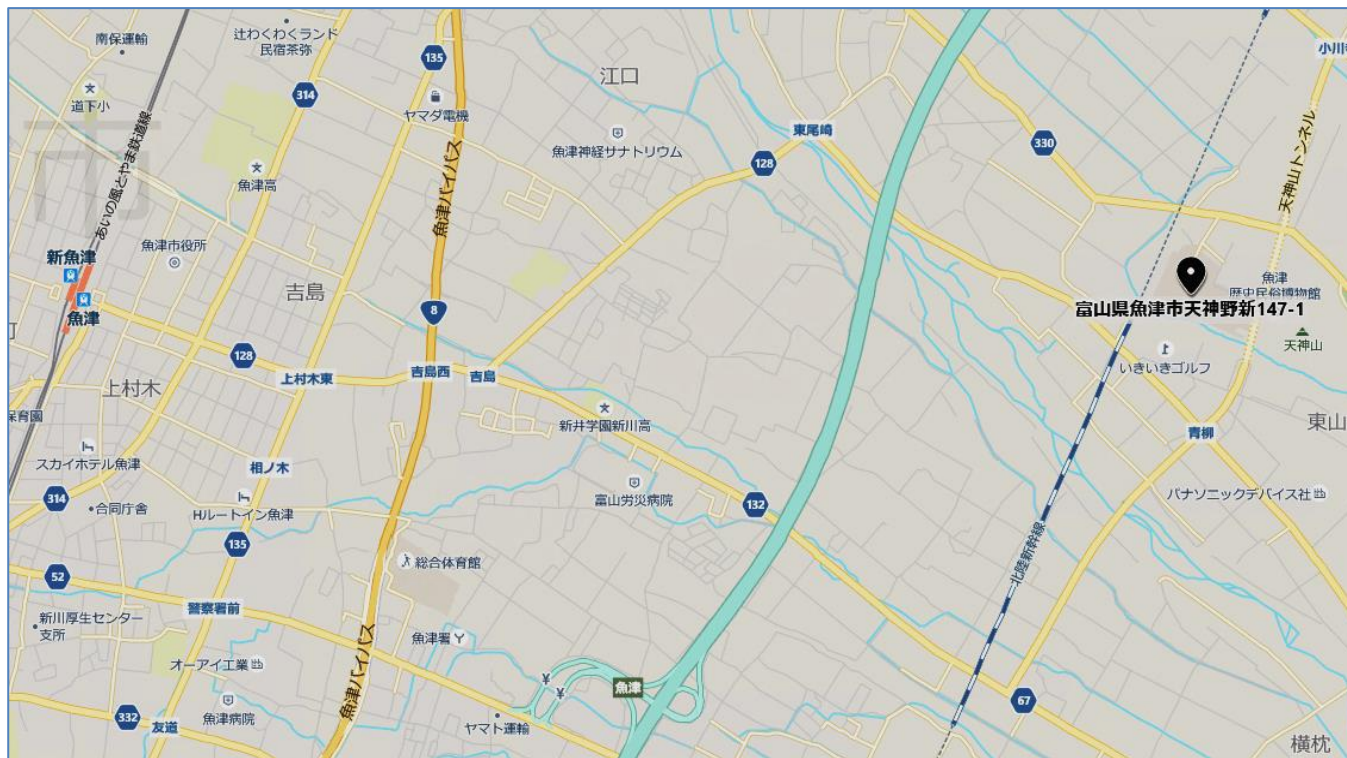 南保運輸
辻わくわくランド
民宿茶弥
135
江口
小川寺
道下小
314
ヤマダ電機
東尾崎
330
市
あいの風とやま鉄道線
魚津高
魚津神経サナトリウム
128
天神山トンネル
魚津バイパス
新魚津
魚津市役所
吉島
8
魚津
歴史民俗博物館
富山県魚津市天神野新147-1
魚津
町
128
吉島西
吉島
天神山
いきいきゴルフ
上村木
上村木東
保育園
新井学園新川高
東山
青柳
スカイホテル魚津
相ノ木
314
合同庁舎
Hルートイン魚津
富山労災病院
132
パナソニックデバイス社
135
総合体育館
北陸新幹線
52
警察署前
新川厚生センター
支所
魚津署
魚津バイパス
オーアイ工業
¥
¥
魚津
67
332
友道
魚津病院
ヤマト運輸
横枕